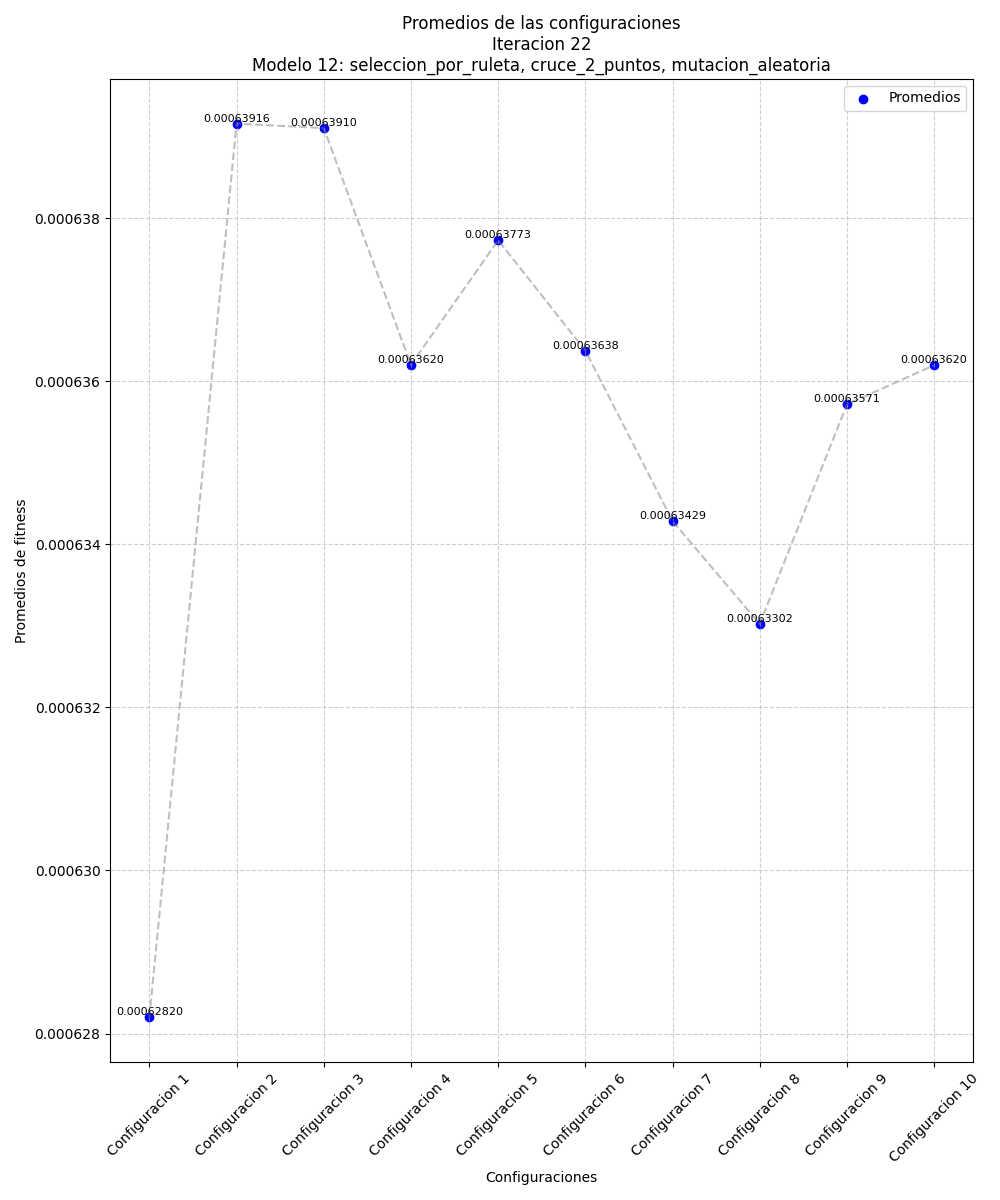 Promedios de las configuraciones
Iteracion 22
Modelo 12: seleccion_por_ruleta, cruce_2_puntos, mutacion_aleatoria
Promedios
0.00063916
0.00063910
0.00063773
0.00063620
0.00063638
0.00063620
0.00063571
0.00063429
0.00063302
0.00062820
0.000638
0.000636
0.000634
0.000632
0.000630
0.000628
Promedios de fitness
Configuracion 1
Configuracion 2
Configuracion 3
Configuracion 4
Configuracion 5
Configuracion 6
Configuracion 7
Configuracion 8
Configuracion 9
Configuracion 10
Configuraciones